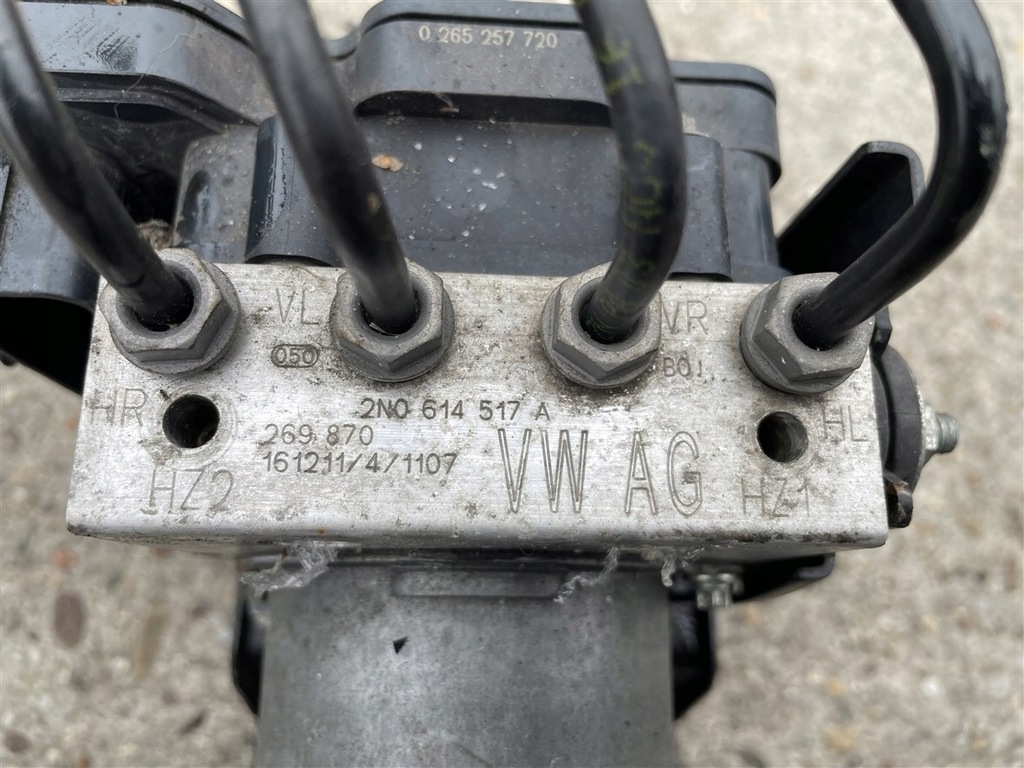 0 265 257 720
VL
VR
050
HR
2N0 614 517 A
HL
269 870
161211/4/1107
VW AG
HZ2
HZ1